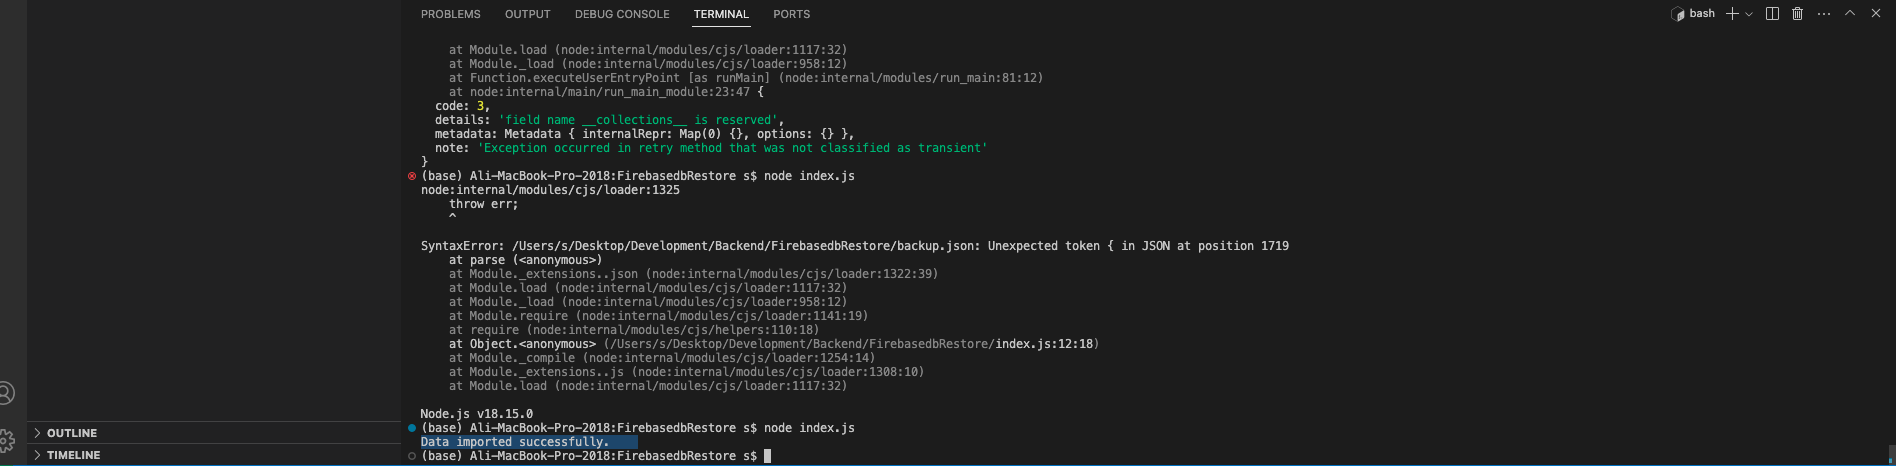 PROBLEMS OUTPUT DEBUG CONSOLE TERMINAL PORTS bash
at Module.load (node:internal/modules/cjs/loader:1117:32)
at Module._load (node:internal/modules/cjs/loader:958:12)
at Function.executeUserEntryPoint [as runMain] (node:internal/modules/run_main:81:12)
at node:internal/main/run_main_module:23:47 {
code: 3,
details: 'field name __collections__ is reserved',
metadata: Metadata { internalRepr: Map(0) {}, options: {} },
note: 'Exception occurred in retry method that was not classified as transient'
}
(base) Ali-MacBook-Pro-2018:FirebasedbRestore s$ node index.js
node:internal/modules/cjs/loader:1325
throw err;
^
SyntaxError: /Users/s/Desktop/Development/Backend/FirebasedbRestore/backup.json: Unexpected token { in JSON at position 1719
at parse (<anonymous>)
at Module._extensions..json (node:internal/modules/cjs/loader:1322:39)
at Module.load (node:internal/modules/cjs/loader:1117:32)
at Module._load (node:internal/modules/cjs/loader:958:12)
at Module.require (node:internal/modules/cjs/loader:1141:19)
at require (node:internal/modules/cjs/helpers:110:18)
at Object.<anonymous> (/Users/s/Desktop/Development/Backend/FirebasedbRestore/index.js:12:18)
at Module._compile (node:internal/modules/cjs/loader:1254:14)
at Module._extensions..js (node:internal/modules/cjs/loader:1308:10)
at Module.load (node:internal/modules/cjs/loader:1117:32)
Node.js v18.15.0
(base) Ali-MacBook-Pro-2018:FirebasedbRestore s$ node index.js
Data imported successfully.
(base) Ali-MacBook-Pro-2018:FirebasedbRestore s$
OUTLINE
TIMELINE